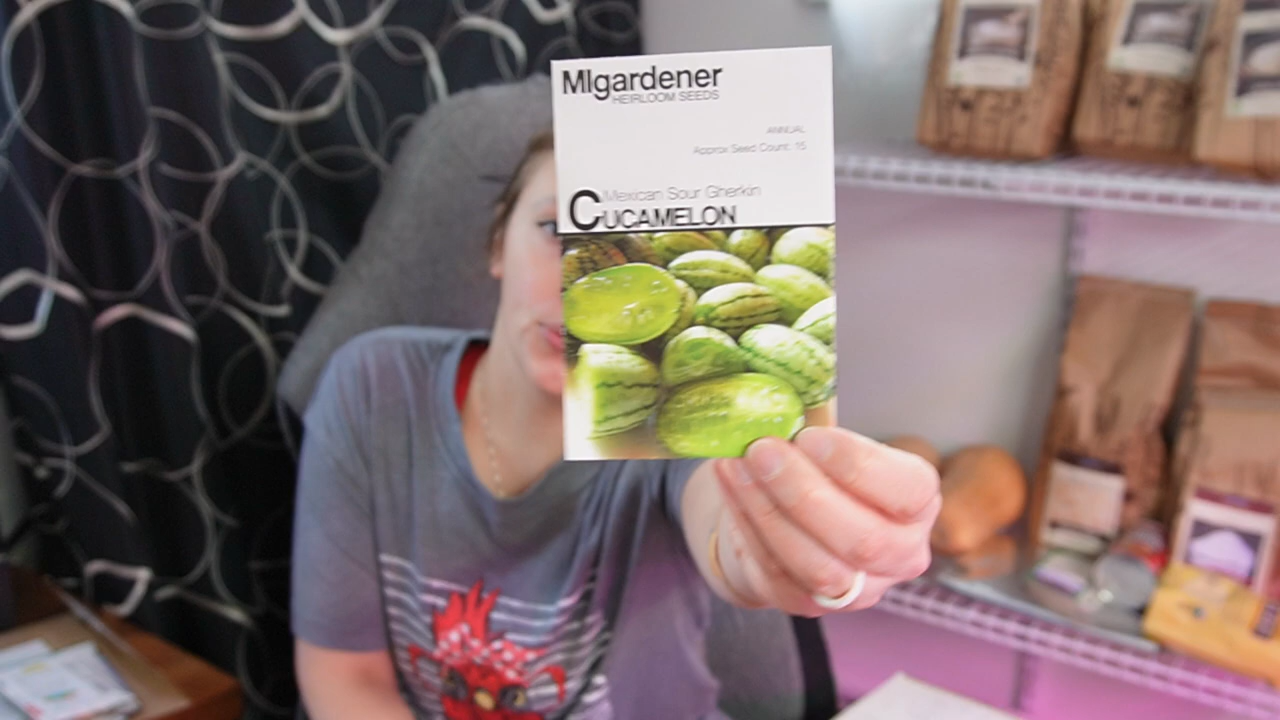 MIgardener
HEIRLOOM SEEDS
ANNUAL
Approx Seed Count: 15
Mexican Sour Gherkin
CUCAMELON